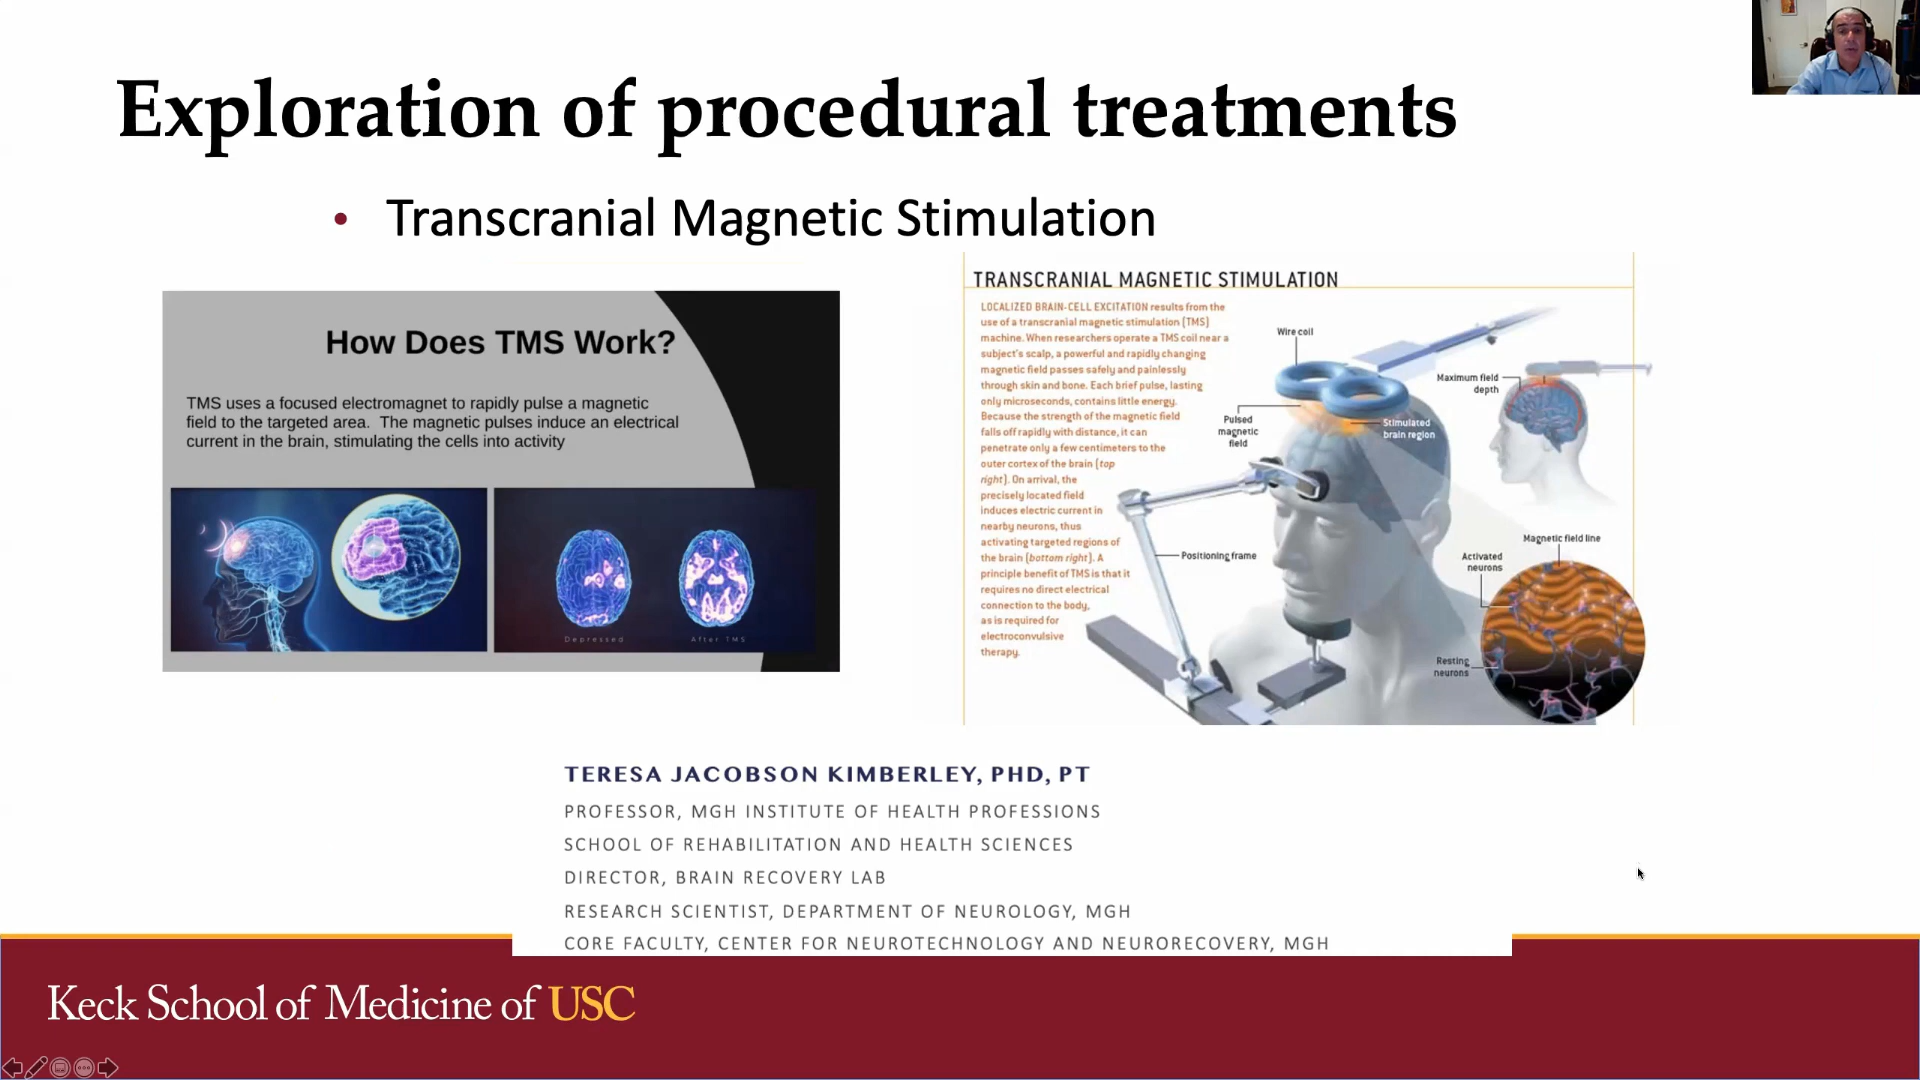 Exploration of procedural treatments
• Transcranial Magnetic Stimulation
How Does TMS Work?
TMS uses a focused electromagnet to rapidly pulse a magnetic
field to the targeted area. The magnetic pulses induce an electrical
current in the brain, stimulating the cells into activity
Depressed
After TMS
TRANSCRANIAL MAGNETIC STIMULATION
LOCALIZED BRAIN-CELL EXCITATION results from the
use of a transcranial magnetic stimulation (TMS)
machine. When researchers operate a TMS coil near a
subject's scalp, a powerful and rapidly changing
magnetic field passes safely and painlessly
through skin and bone. Each brief pulse, lasting
only microseconds, contains little energy.
Because the strength of the magnetic field
falls off rapidly with distance, it can
penetrate only a few centimeters to the
outer cortex of the brain (top
right). On arrival, the
precisely located field
induces electric current in
nearby neurons, thus
activating targeted regions of
the brain (bottom right). A
principle benefit of TMS is that it
requires no direct electrical
connection to the body,
as is required for
electroconvulsive
therapy.
Wire coil
Pulsed
magnetic
field
Stimulated
brain region
Maximum field
depth
Positioning frame
Magnetic field line
Activated
neurons
Resting
neurons
TERESA JACOBSON KIMBERLEY, PHD, PT
PROFESSOR, MGH INSTITUTE OF HEALTH PROFESSIONS
SCHOOL OF REHABILITATION AND HEALTH SCIENCES
DIRECTOR, BRAIN RECOVERY LAB
RESEARCH SCIENTIST, DEPARTMENT OF NEUROLOGY, MGH
CORE FACULTY, CENTER FOR NEUROTECHNOLOGY AND NEURORECOVERY, MGH
Keck School of Medicine of USC